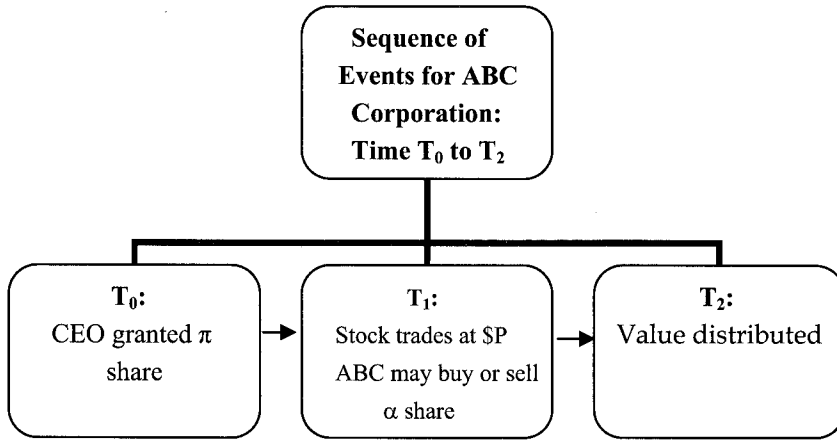 Sequence of
Events for ABC
Corporation:
Time T₀ to T₂
T₀:
CEO granted π
share
T₁:
Stock trades at $P
ABC may buy or sell
α share
T₂:
Value distributed